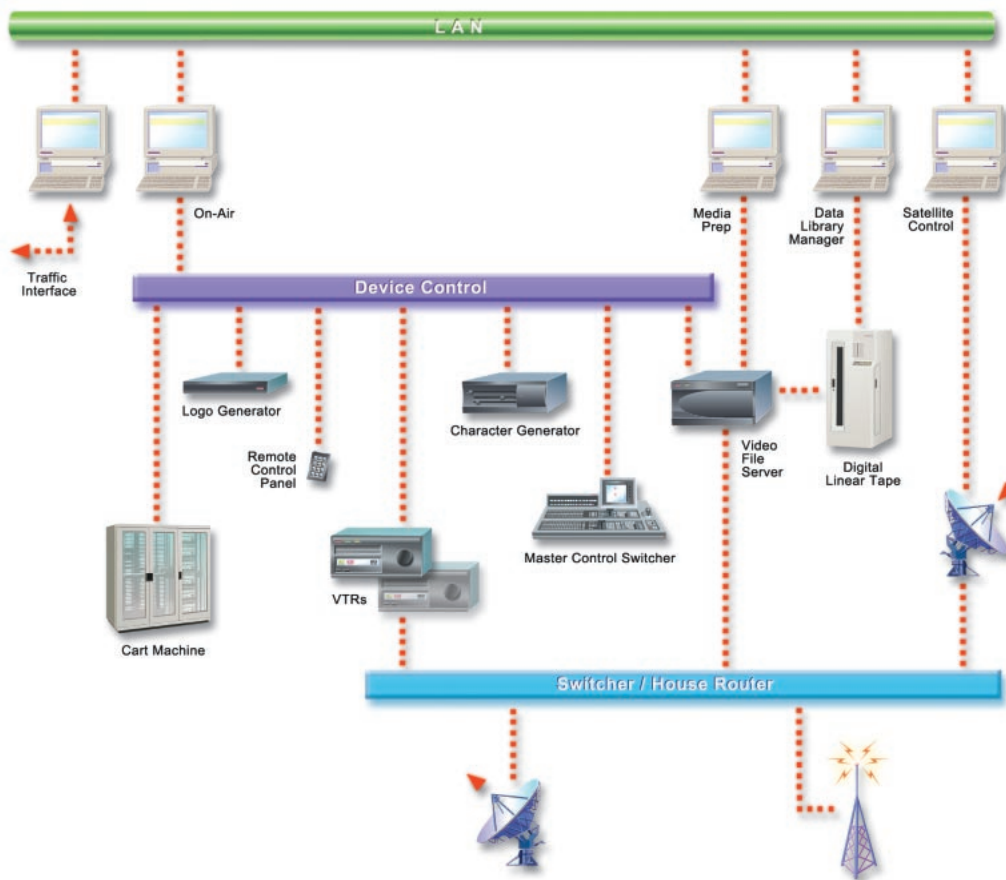 LAN
On-Air
Media
Prep
Data
Library
Manager
Satellite
Control
Traffic
Interface
Device Control
Logo Generator
Character Generator
Remote
Control
Panel
Video
File
Server
Digital
Linear Tape
Master Control Switcher
VTRs
Cart Machine
Switcher / House Router